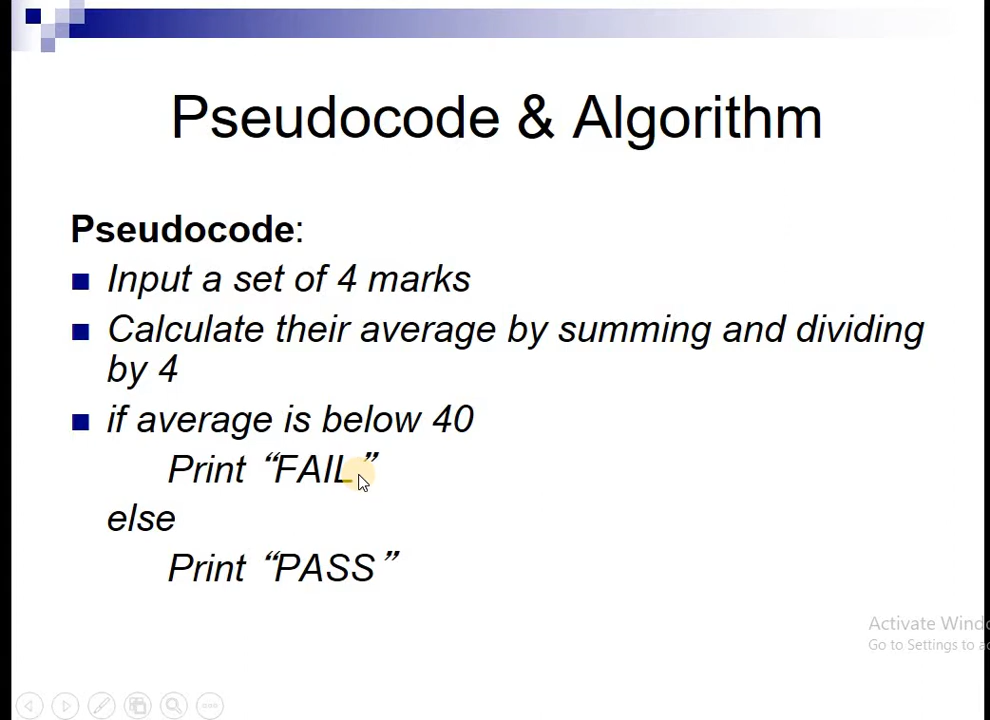 Pseudocode & Algorithm
Pseudocode:
Input a set of 4 marks
Calculate their average by summing and dividing
by 4
if average is below 40
Print “FAIL”
else
Print “PASS”
Activate Windo
Go to Settings to a